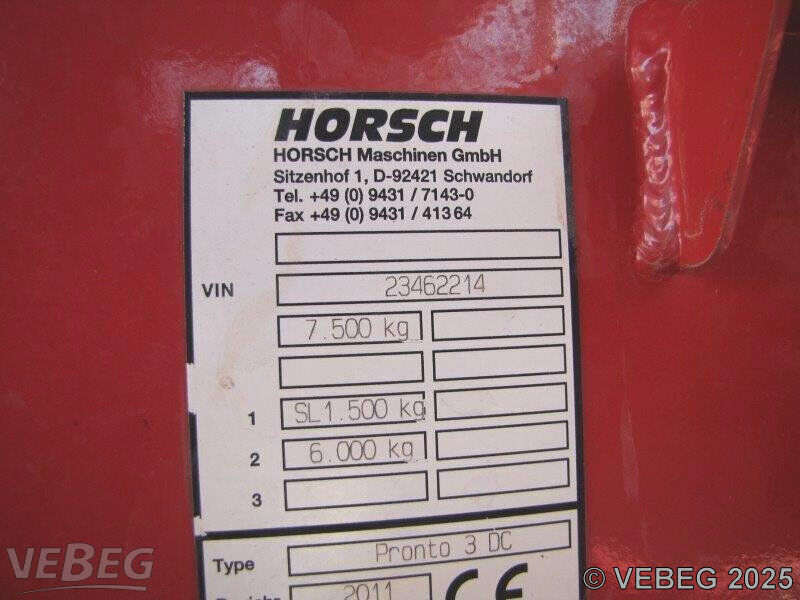 HORSCH
HORSCH Maschinen GmbH
Sitzenhof 1, D-92421 Schwandorf
Tel. +49 (0) 9431 / 7143-0
Fax +49 (0) 9431 / 41364
VIN 23462214
7.500 kg
1 SL1.500 kg
2 6.000 kg
3
Type Pronto 3 DC
2011 CE
VEBEG
© VEBEG 2025